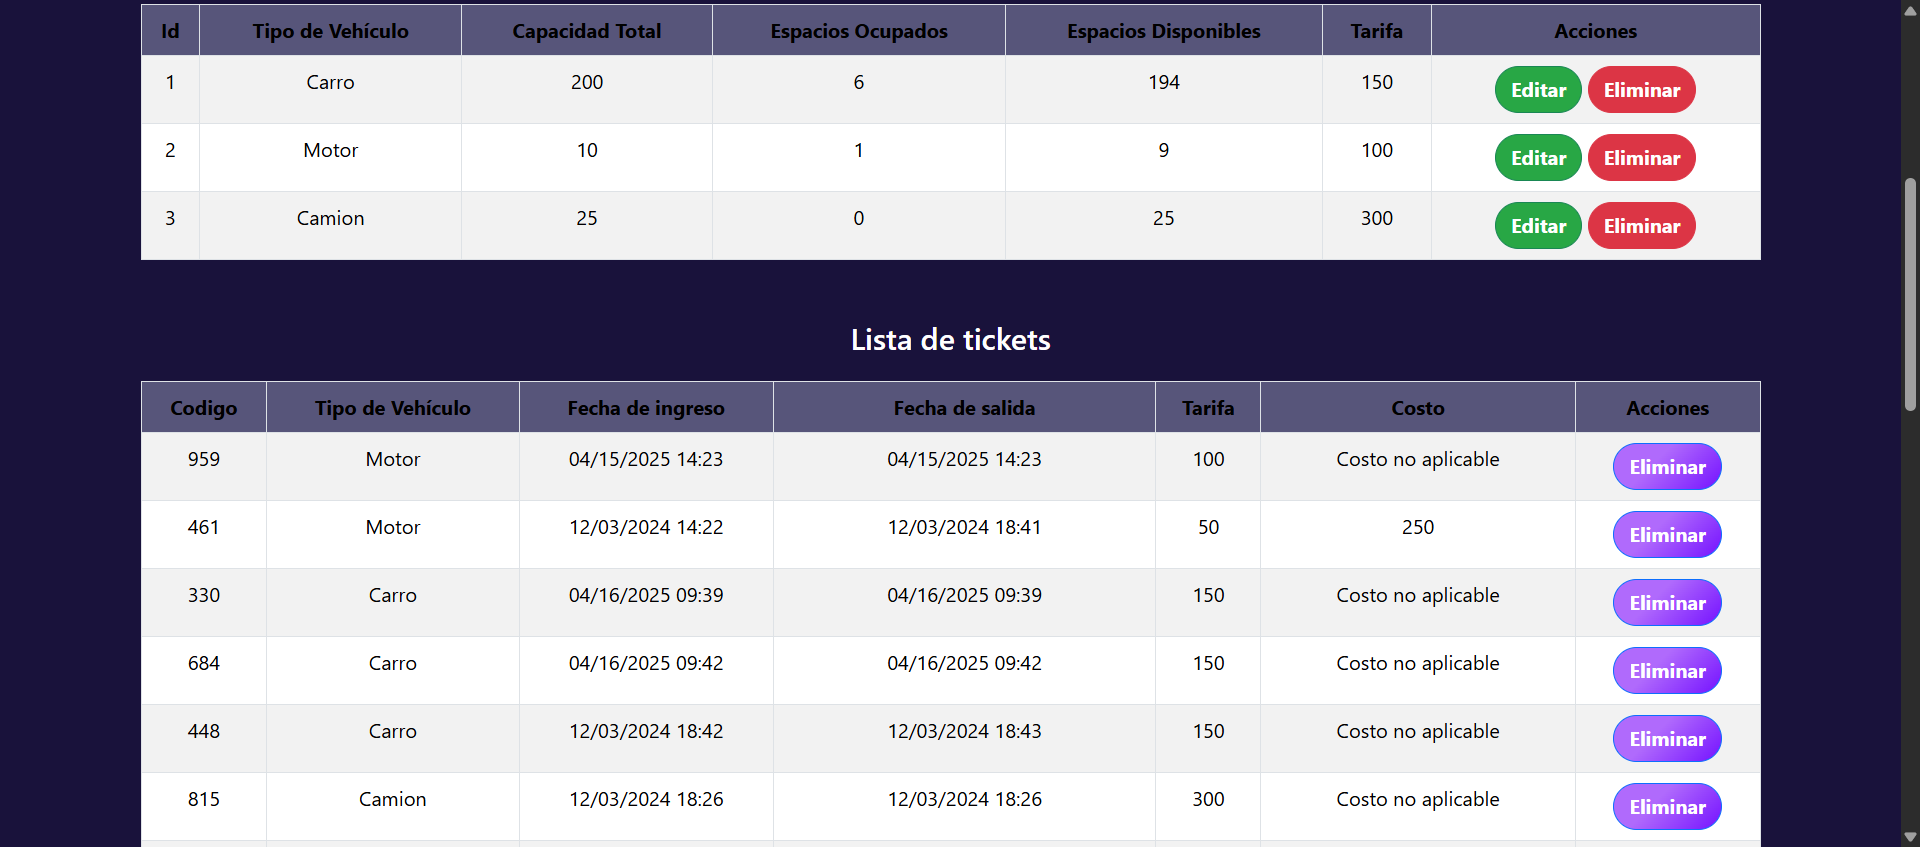 Id Tipo de Vehículo Capacidad Total Espacios Ocupados Espacios Disponibles Tarifa Acciones
1 Carro 200 6 194 150 Editar Eliminar
2 Motor 10 1 9 100 Editar Eliminar
3 Camion 25 0 25 300 Editar Eliminar
Lista de tickets
Codigo Tipo de Vehículo Fecha de ingreso Fecha de salida Tarifa Costo Acciones
959 Motor 04/15/2025 14:23 04/15/2025 14:23 100 Costo no aplicable Eliminar
461 Motor 12/03/2024 14:22 12/03/2024 18:41 50 250 Eliminar
330 Carro 04/16/2025 09:39 04/16/2025 09:39 150 Costo no aplicable Eliminar
684 Carro 04/16/2025 09:42 04/16/2025 09:42 150 Costo no aplicable Eliminar
448 Carro 12/03/2024 18:42 12/03/2024 18:43 150 Costo no aplicable Eliminar
815 Camion 12/03/2024 18:26 12/03/2024 18:26 300 Costo no aplicable Eliminar